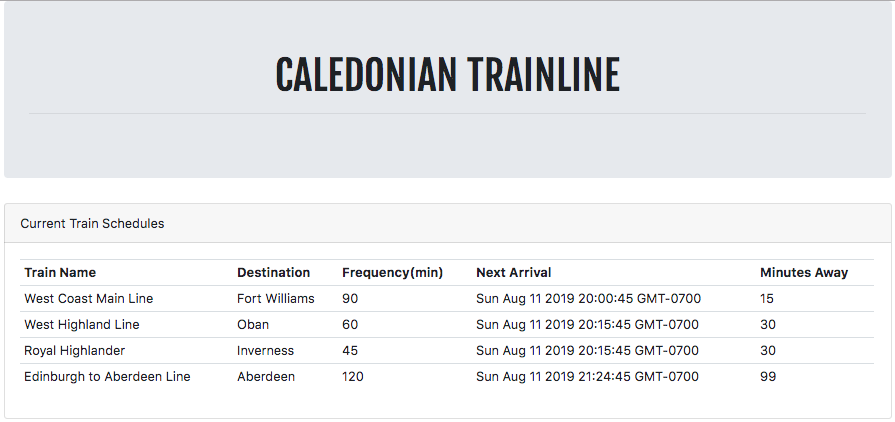 CALEDONIAN TRAINLINE
Current Train Schedules
Train Name Destination Frequency(min) Next Arrival Minutes Away
West Coast Main Line Fort Williams 90 Sun Aug 11 2019 20:00:45 GMT-0700 15
West Highland Line Oban 60 Sun Aug 11 2019 20:15:45 GMT-0700 30
Royal Highlander Inverness 45 Sun Aug 11 2019 20:15:45 GMT-0700 30
Edinburgh to Aberdeen Line Aberdeen 120 Sun Aug 11 2019 21:24:45 GMT-0700 99